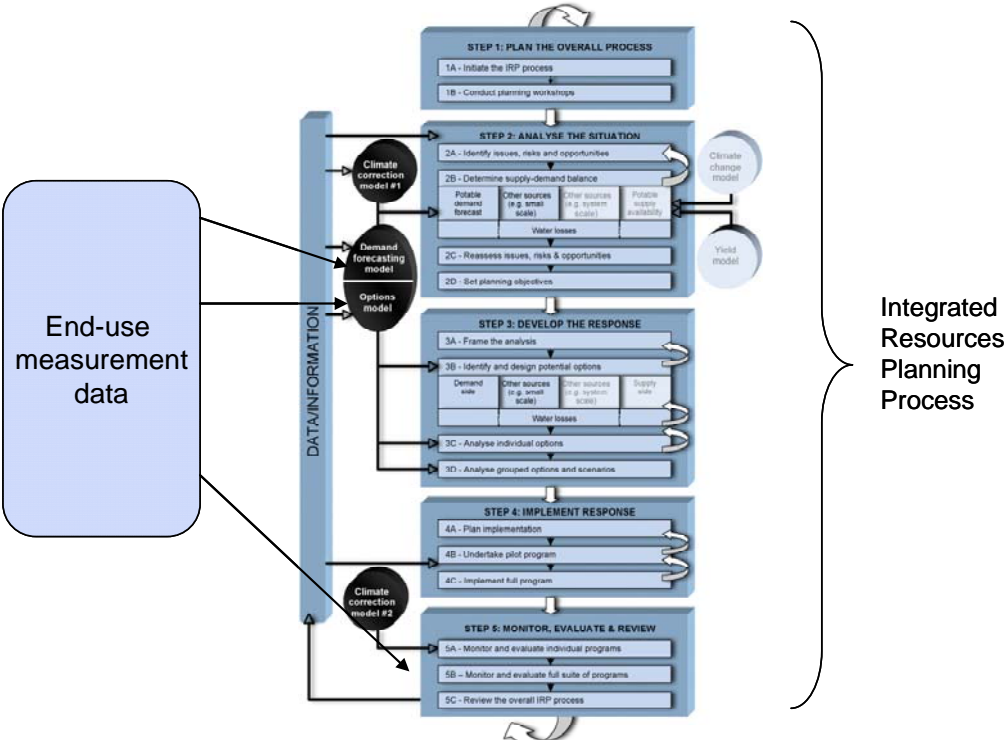 STEP 1: PLAN THE OVERALL PROCESS
1A - Initiate the IRP process
1B - Conduct planning workshops
STEP 2: ANALYSE THE SITUATION
2A - Identify issues, risks and opportunities
2B - Determine supply-demand balance
Potable
demand
forecast
Other sources
(e.g. small
scale)
Other sources
(e.g. system
scale)
Potable
supply
availability
Water losses
2C - Reassess issues, risks & opportunities
2D - Set planning objectives
Climate
correction
model #1
Demand
forecasting
model
Options
model
Climate
change
model
Yield
model
End-use
measurement
data
DATA/INFORMATION
STEP 3: DEVELOP THE RESPONSE
3A - Frame the analysis
3B - Identify and design potential options
Demand
side
Other sources
(e.g. small
scale)
Other sources
(e.g. system
scale)
Supply
side
Water losses
3C - Analyse individual options
3D - Analyse grouped options and scenarios
Integrated
Resources
Planning
Process
STEP 4: IMPLEMENT RESPONSE
4A - Plan implementation
4B - Undertake pilot program
4C - Implement full program
Climate
correction
model #2
STEP 5: MONITOR, EVALUATE & REVIEW
5A - Monitor and evaluate individual programs
5B – Monitor and evaluate full suite of programs
5C - Review the overall IRP process